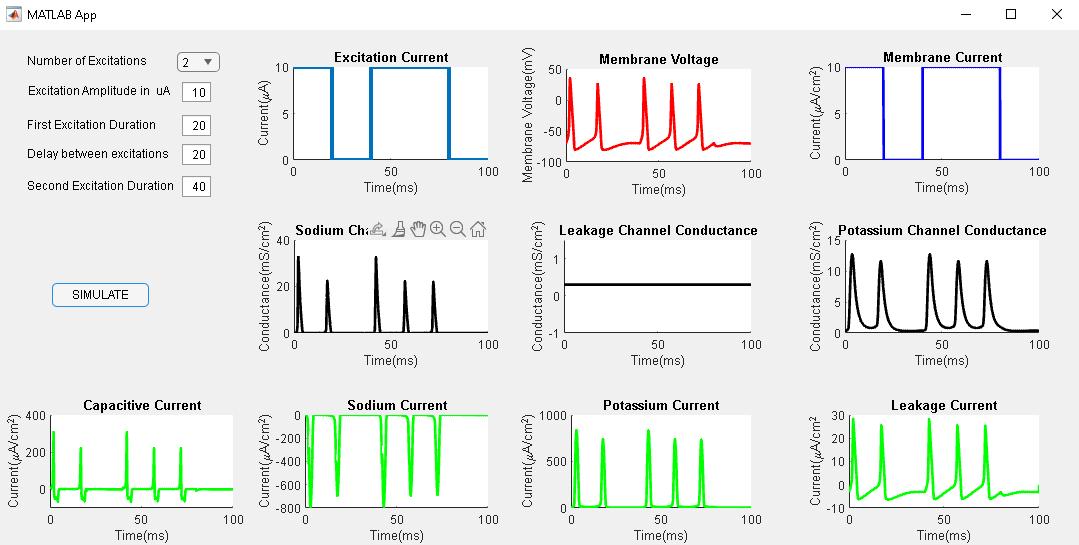 MATLAB App
Number of Excitations 2
Excitation Amplitude in uA 10
First Excitation Duration 20
Delay between excitations 20
Second Excitation Duration 40
SIMULATE
Excitation Current
Current(μA)
10
5
0
0 50 100
Time(ms)
Membrane Voltage
Membrane Voltage(mV)
50
0
-50
-100
0 50 100
Time(ms)
Membrane Current
Current(μA/cm²)
10
5
0
0 50 100
Time(ms)
Sodium Cha
Conductance(mS/cm²)
40
20
0
0 50 100
Time(ms)
Leakage Channel Conductance
Conductance(mS/cm²)
1
0
-1
0 50 100
Time(ms)
Potassium Channel Conductance
Conductance(mS/cm²)
15
10
5
0
0 50 100
Time(ms)
Capacitive Current
Current(μA/cm²)
400
200
0
0 50 100
Time(ms)
Sodium Current
Current(μA/cm²)
0
-200
-400
-600
-800
0 50 100
Time(ms)
Potassium Current
Current(μA/cm²)
1000
500
0
0 50 100
Time(ms)
Leakage Current
Current(μA/cm²)
30
20
10
0
-10
0 50 100
Time(ms)